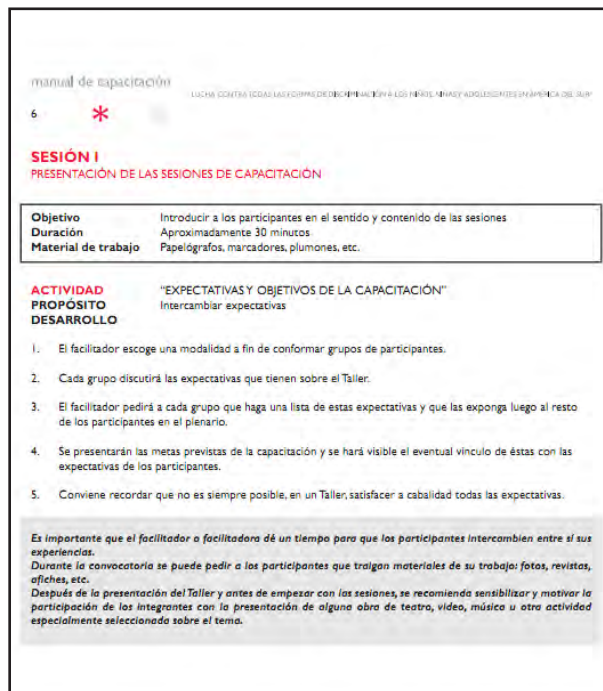 manual de capacitación
LUCHA CONTRA TODAS LAS FORMAS DE DISCRIMINACIÓN A LOS NIÑOS, NIÑAS Y ADOLESCENTES EN AMÉRICA DEL SUR
6 *
SESIÓN I
PRESENTACIÓN DE LAS SESIONES DE CAPACITACIÓN
Objetivo Introducir a los participantes en el sentido y contenido de las sesiones
Duración Aproximadamente 30 minutos
Material de trabajo Papelógrafos, marcadores, plumones, etc.
ACTIVIDAD "EXPECTATIVAS Y OBJETIVOS DE LA CAPACITACIÓN"
PROPÓSITO Intercambiar expectativas
DESARROLLO
1. El facilitador escoge una modalidad a fin de conformar grupos de participantes.
2. Cada grupo discutirá las expectativas que tienen sobre el Taller.
3. El facilitador pedirá a cada grupo que haga una lista de estas expectativas y que las exponga luego al resto
de los participantes en el plenario.
4. Se presentarán las metas previstas de la capacitación y se hará visible el eventual vínculo de éstas con las
expectativas de los participantes.
5. Conviene recordar que no es siempre posible, en un Taller, satisfacer a cabalidad todas las expectativas.
Es importante que el facilitador o facilitadora dé un tiempo para que los participantes intercambien entre sí sus
experiencias.
Durante la convocatoria se puede pedir a los participantes que traigan materiales de su trabajo: fotos, revistas,
afiches, etc.
Después de la presentación del Taller y antes de empezar con las sesiones, se recomienda sensibilizar y motivar la
participación de los integrantes con la presentación de alguna obra de teatro, video, música u otra actividad
especialmente seleccionada sobre el tema.